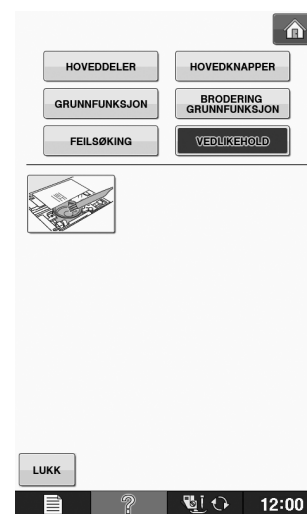 HOVEDDELER
HOVEDKNAPPER
GRUNNFUNKSJON
BRODERING
GRUNNFUNKSJON
FEILSØKING
VEDLIKEHOLD
LUKK
12:00